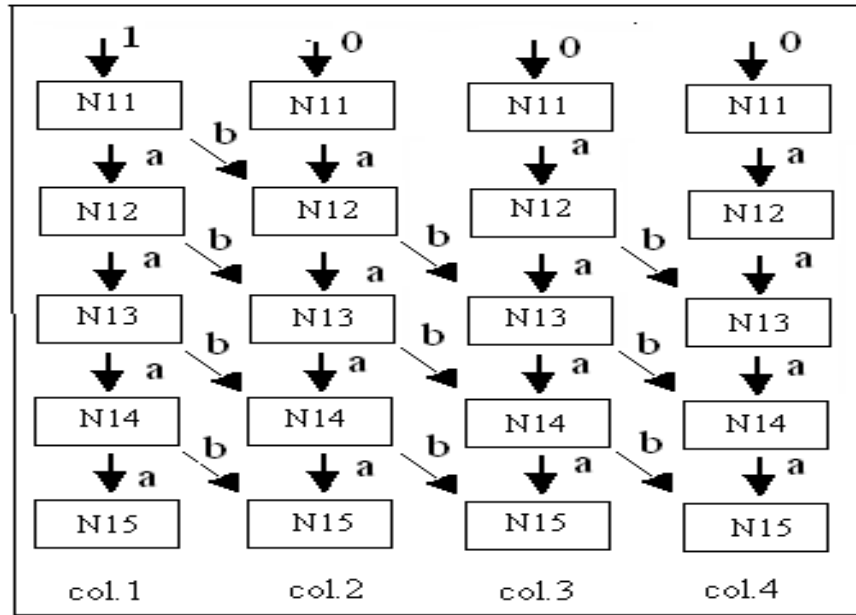 1 0 0 0
N11 N11 N11 N11
b
a a a a
N12 N12 N12 N12
b b b
a a a a
N13 N13 N13 N13
b b b
a a a a
N14 N14 N14 N14
b b b
a a a a
N15 N15 N15 N15
col.1 col.2 col.3 col.4